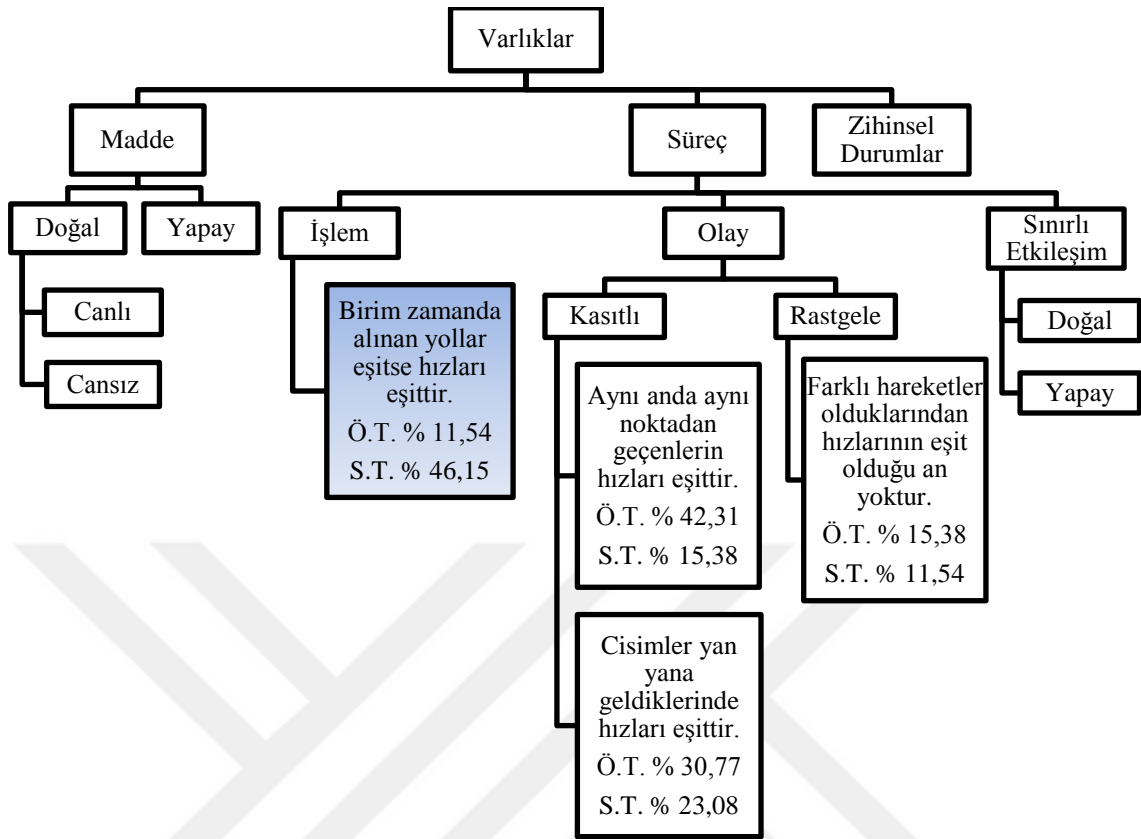 Varlıklar
Madde
Süreç
Zihinsel
Durumlar
Doğal
Yapay
İşlem
Olay
Sınırlı
Etkileşim
Canlı
Cansız
Birim zamanda
alınan yollar
eşitse hızları
eşittir.
Ö.T. % 11,54
S.T. % 46,15
Kasıtlı
Rastgele
Doğal
Yapay
Aynı anda aynı
noktadan
geçenlerin
hızları eşittir.
Ö.T. % 42,31
S.T. % 15,38
Farklı hareketler
olduklarından
hızlarının eşit
olduğu an
yoktur.
Ö.T. % 15,38
S.T. % 11,54
Cisimler yan
yana
geldiklerinde
hızları eşittir.
Ö.T. % 30,77
S.T. % 23,08